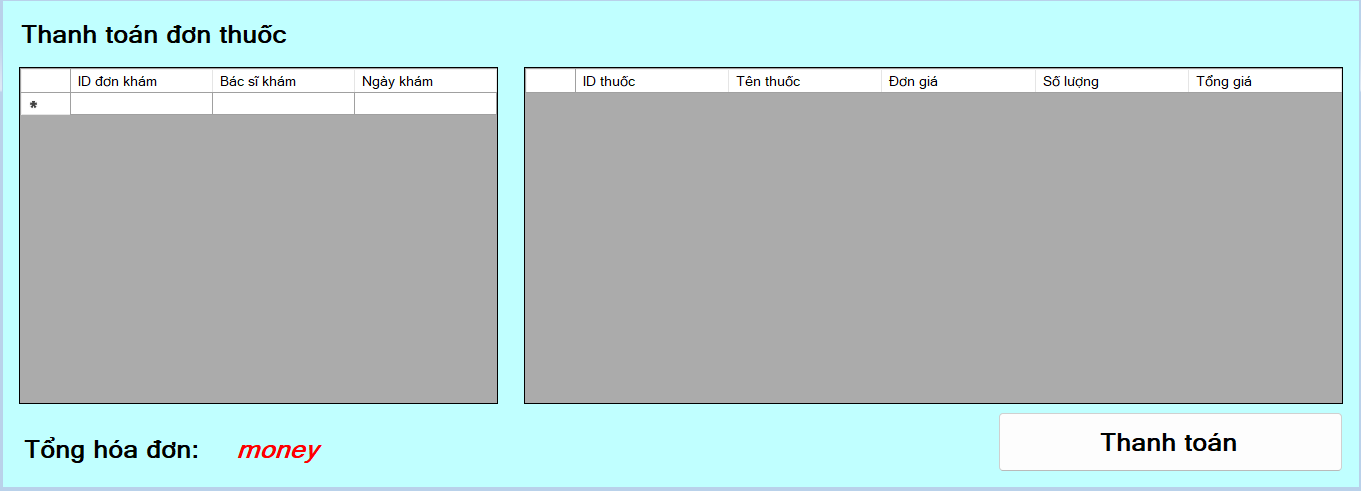 Thanh toán đơn thuốc
ID đơn khám Bác sĩ khám Ngày khám
*
ID thuốc Tên thuốc Đơn giá Số lượng Tổng giá
Tổng hóa đơn: money
Thanh toán